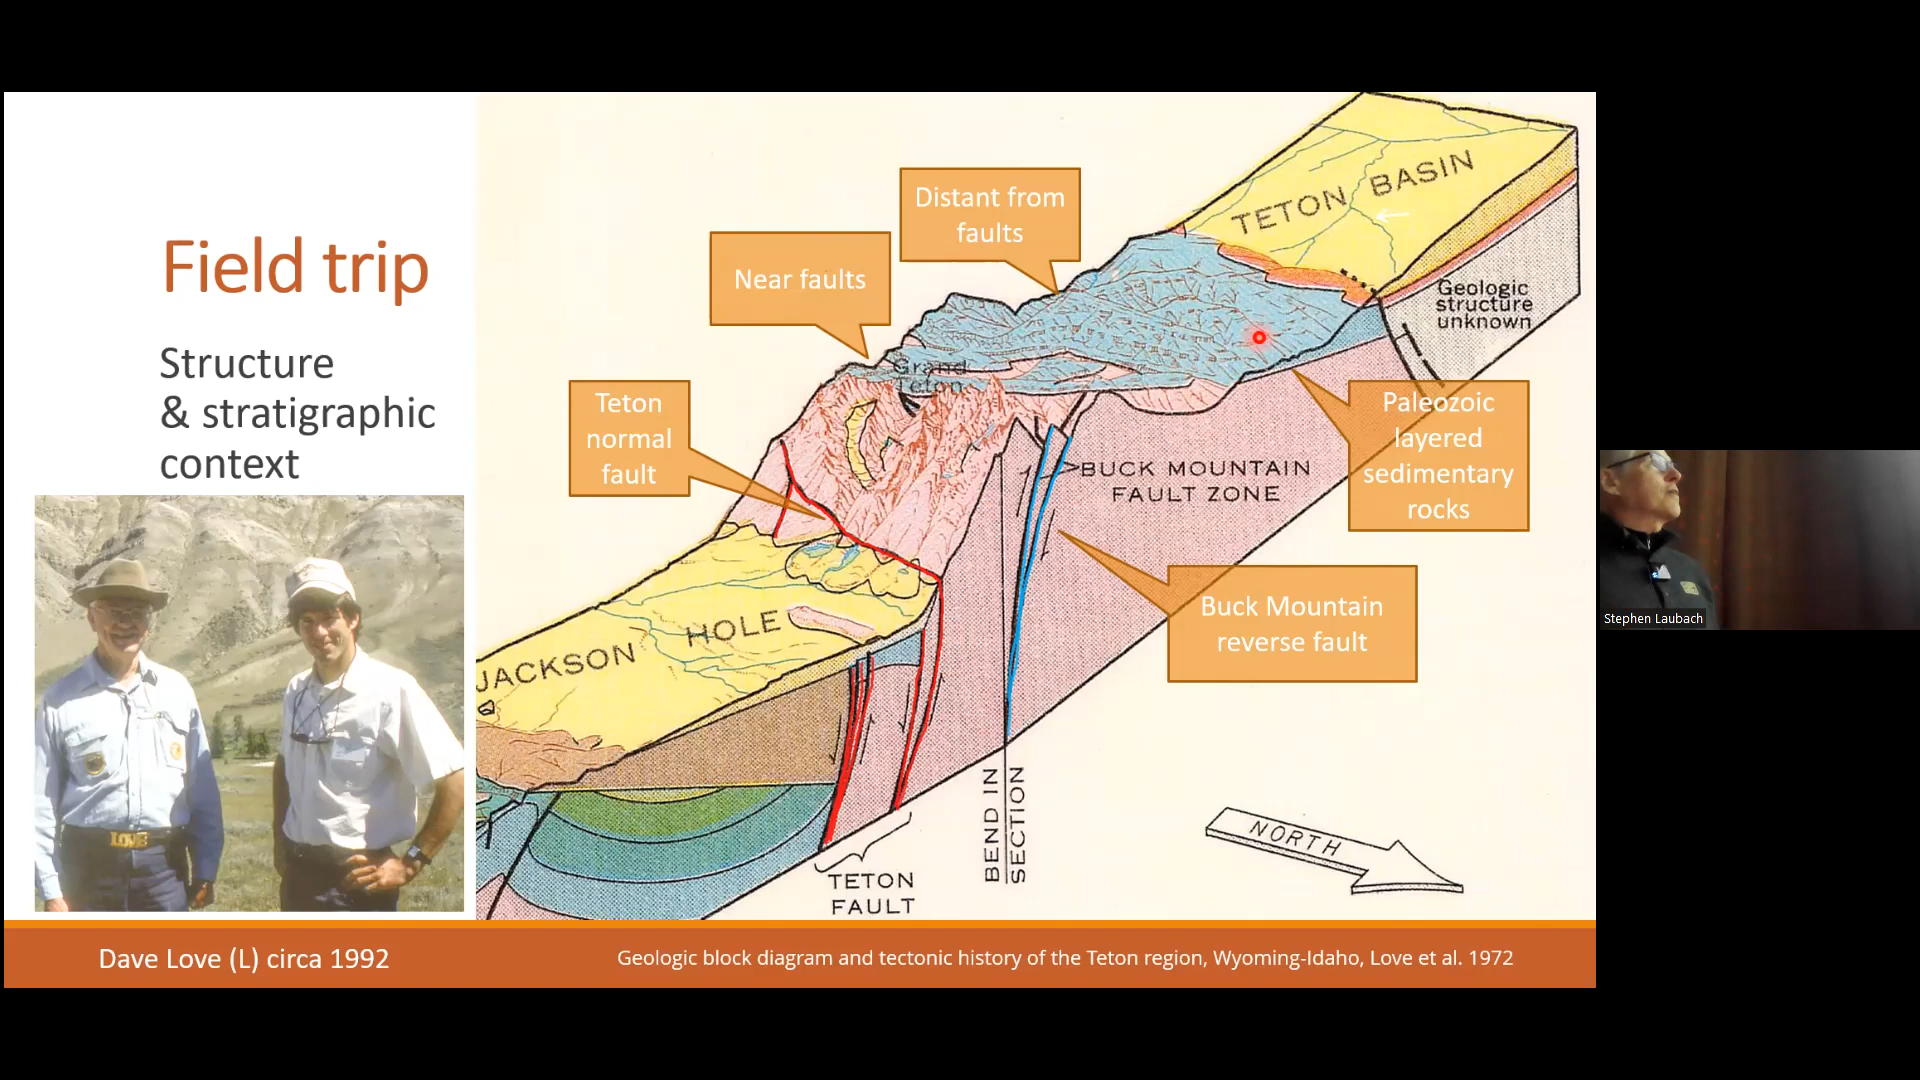 Field trip
Structure
& stratigraphic
context
LOVE
Dave Love (L) circa 1992
Distant from
faults
Near faults
Teton
normal
fault
Grand
Teton
TETON BASIN
Geologic
structure
unknown
Paleozoic
layered
sedimentary
rocks
BUCK MOUNTAIN
FAULT ZONE
Buck Mountain
reverse fault
JACKSON HOLE
BEND IN
SECTION
TETON
FAULT
NORTH
Geologic block diagram and tectonic history of the Teton region, Wyoming-Idaho, Love et al. 1972
Stephen Laubach